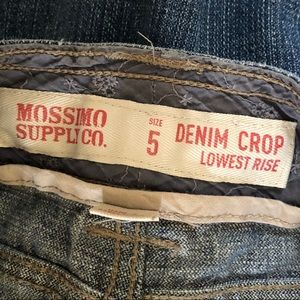 MOSSIMO
SUPPLY CO.
SIZE
5
DENIM CROP
LOWEST RISE